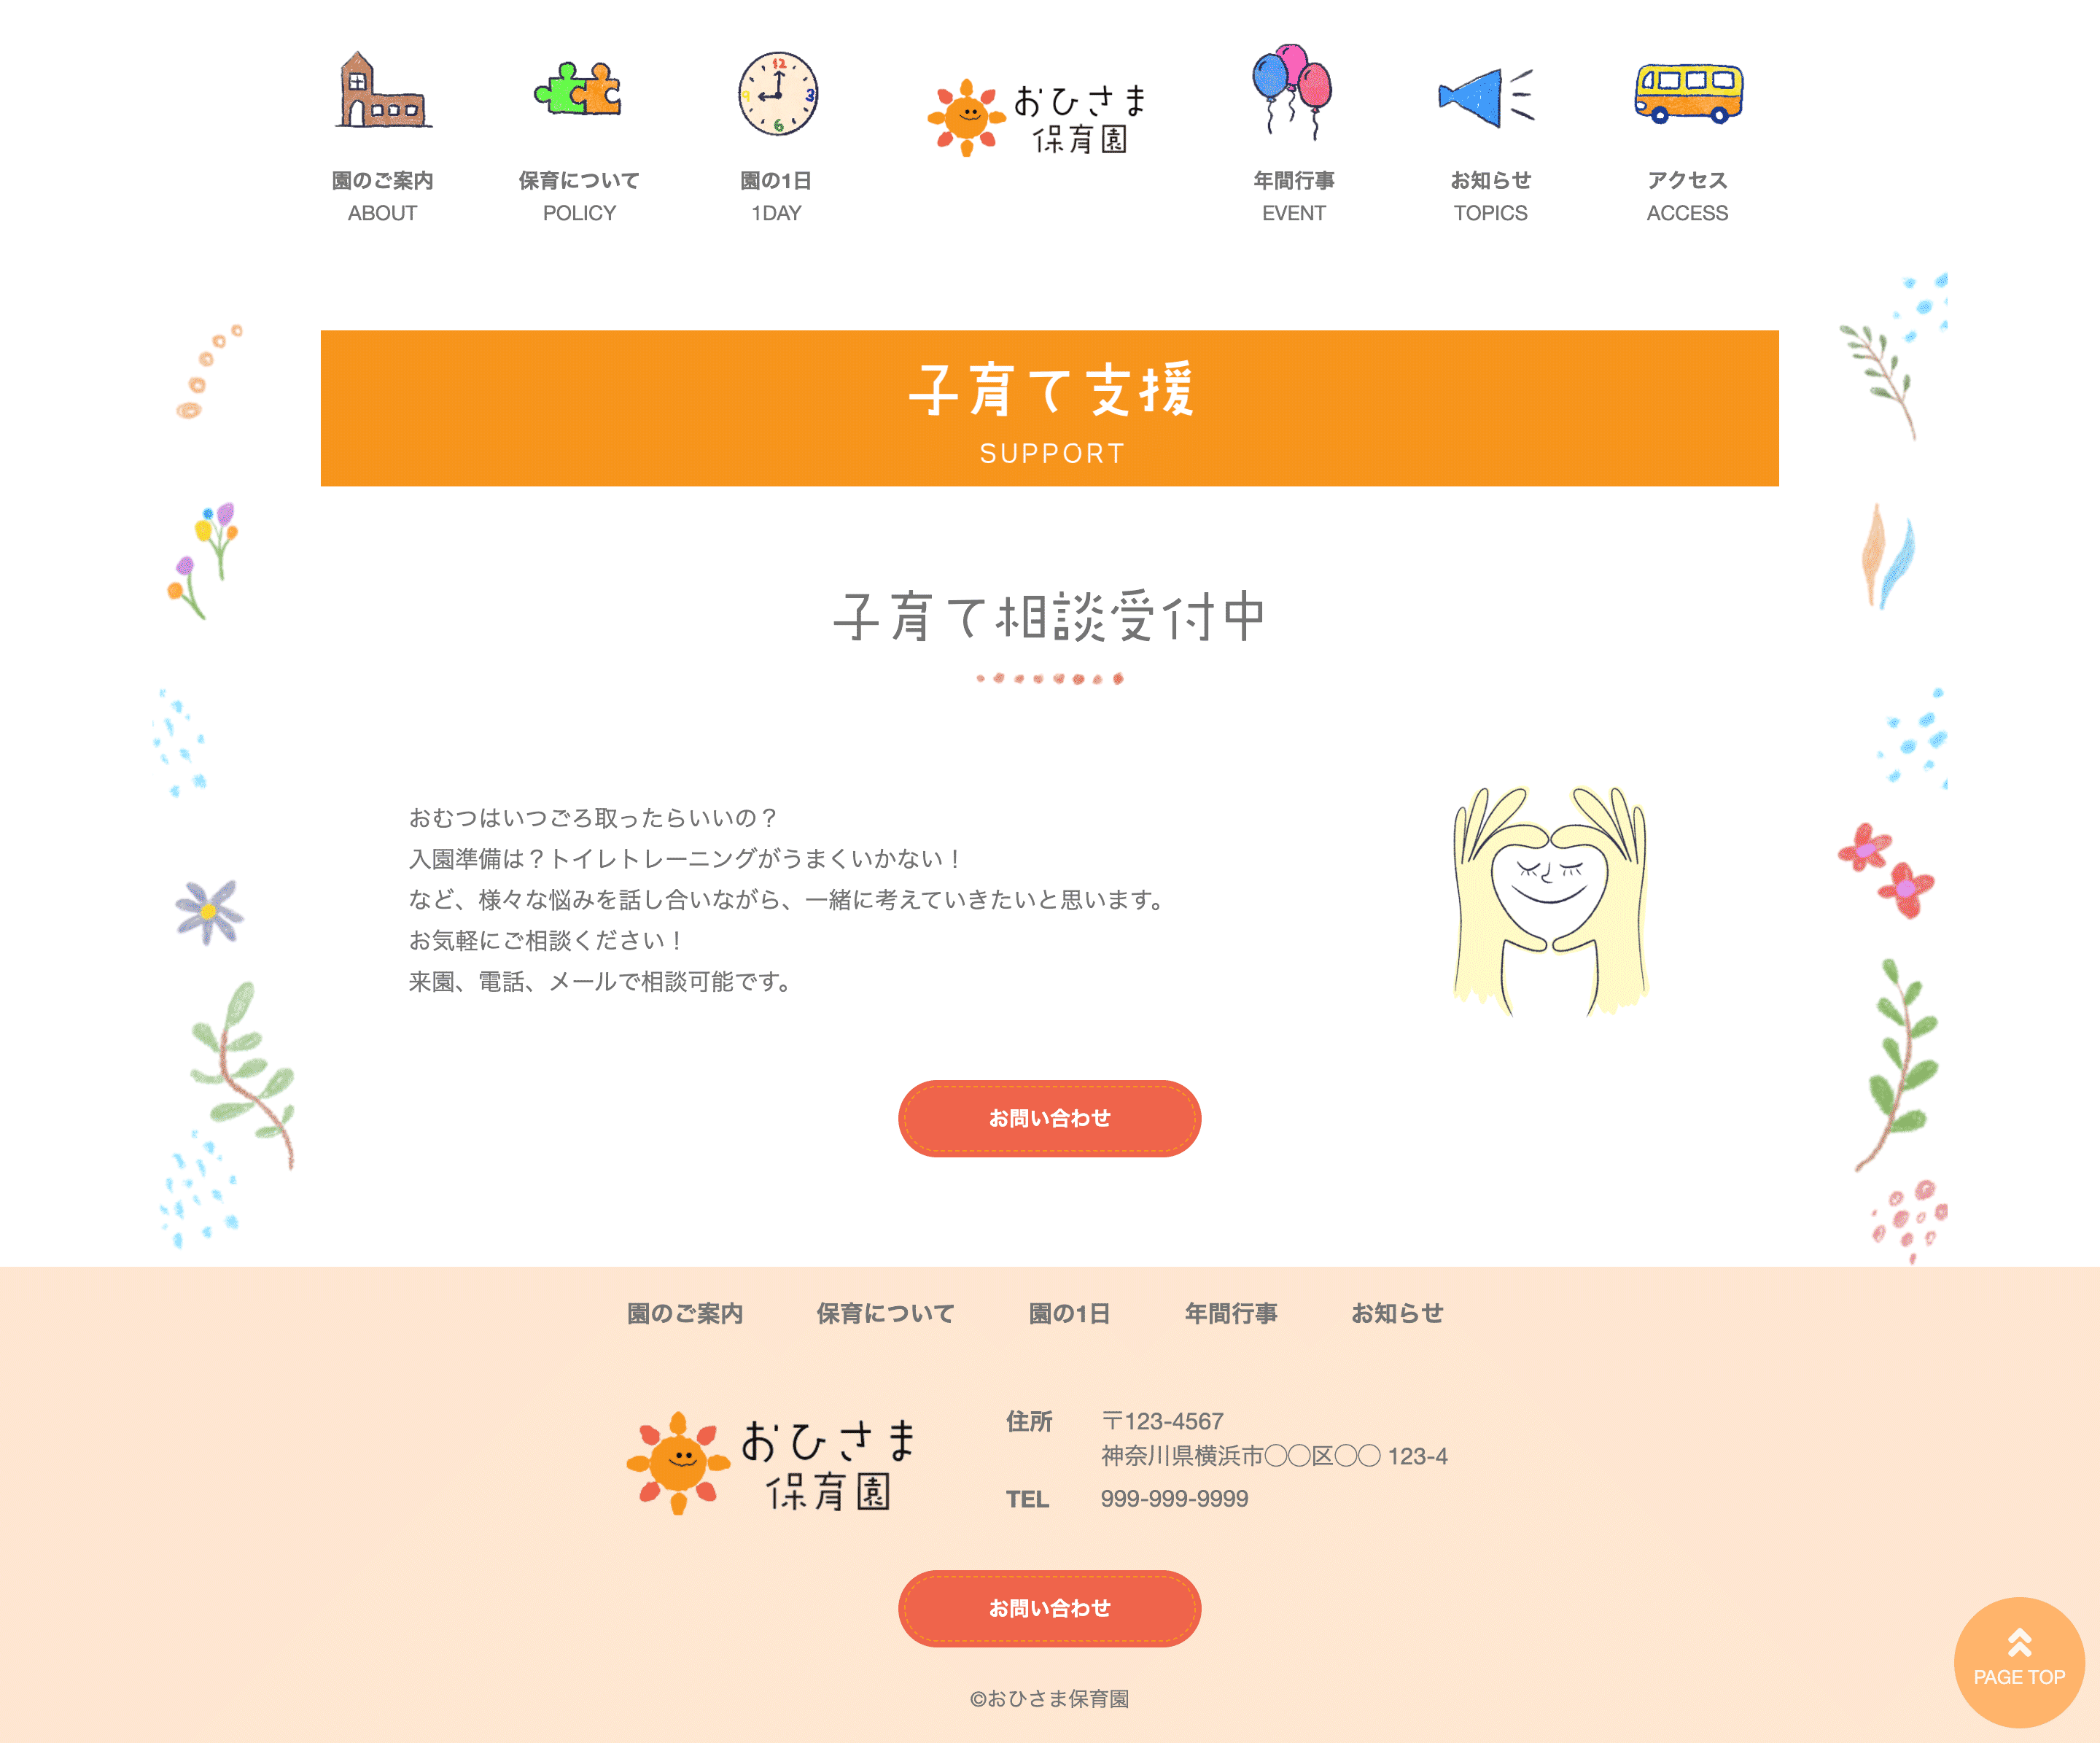 園のご案内
ABOUT
保育について
POLICY
12
3
6
9
園の1日
1DAY
おひさま
保育園
年間行事
EVENT
お知らせ
TOPICS
アクセス
ACCESS
子育て支援
SUPPORT
子育て相談受付中
おむつはいつごろ取ったらいいの？
入園準備は？トイレトレーニングがうまくいかない！
など、様々な悩みを話し合いながら、一緒に考えていきたいと思います。
お気軽にご相談ください！
来園、電話、メールで相談可能です。
お問い合わせ
園のご案内 保育について 園の1日 年間行事 お知らせ
おひさま
保育園
住所 〒123-4567
神奈川県横浜市◯◯区◯◯ 123-4
TEL 999-999-9999
お問い合わせ
PAGE TOP
©おひさま保育園